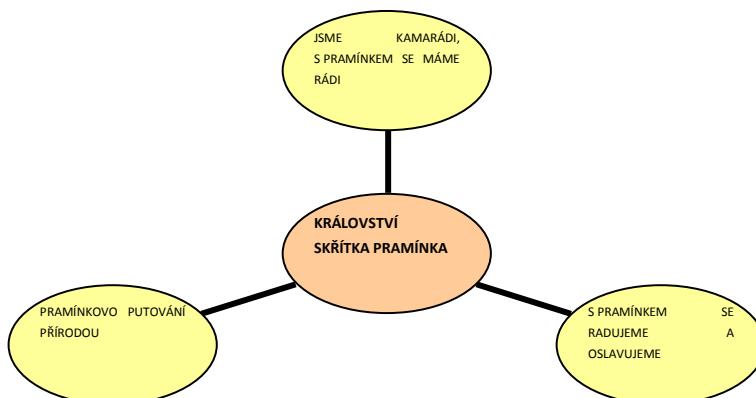 JSME KAMARÁDI,
S PRAMÍNKEM SE MÁME
RÁDI
KRÁLOVSTVÍ
SKŘÍTKA PRAMÍNKA
PRAMÍNKOVO PUTOVÁNÍ
PŘÍRODOU
S PRAMÍNKEM SE
RADUJEME A
OSLAVUJEME